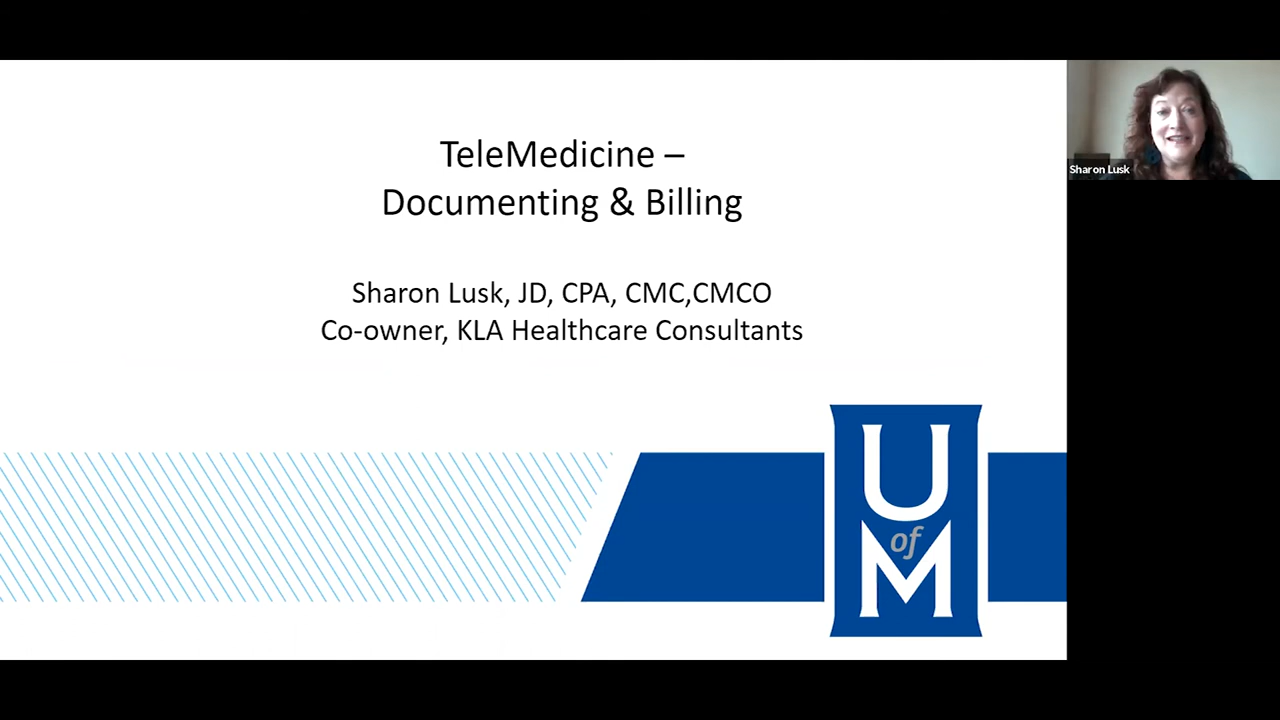 TeleMedicine –
Documenting & Billing
Sharon Lusk, JD, CPA, CMC,CMCO
Co-owner, KLA Healthcare Consultants
U
of
M
Sharon Lusk